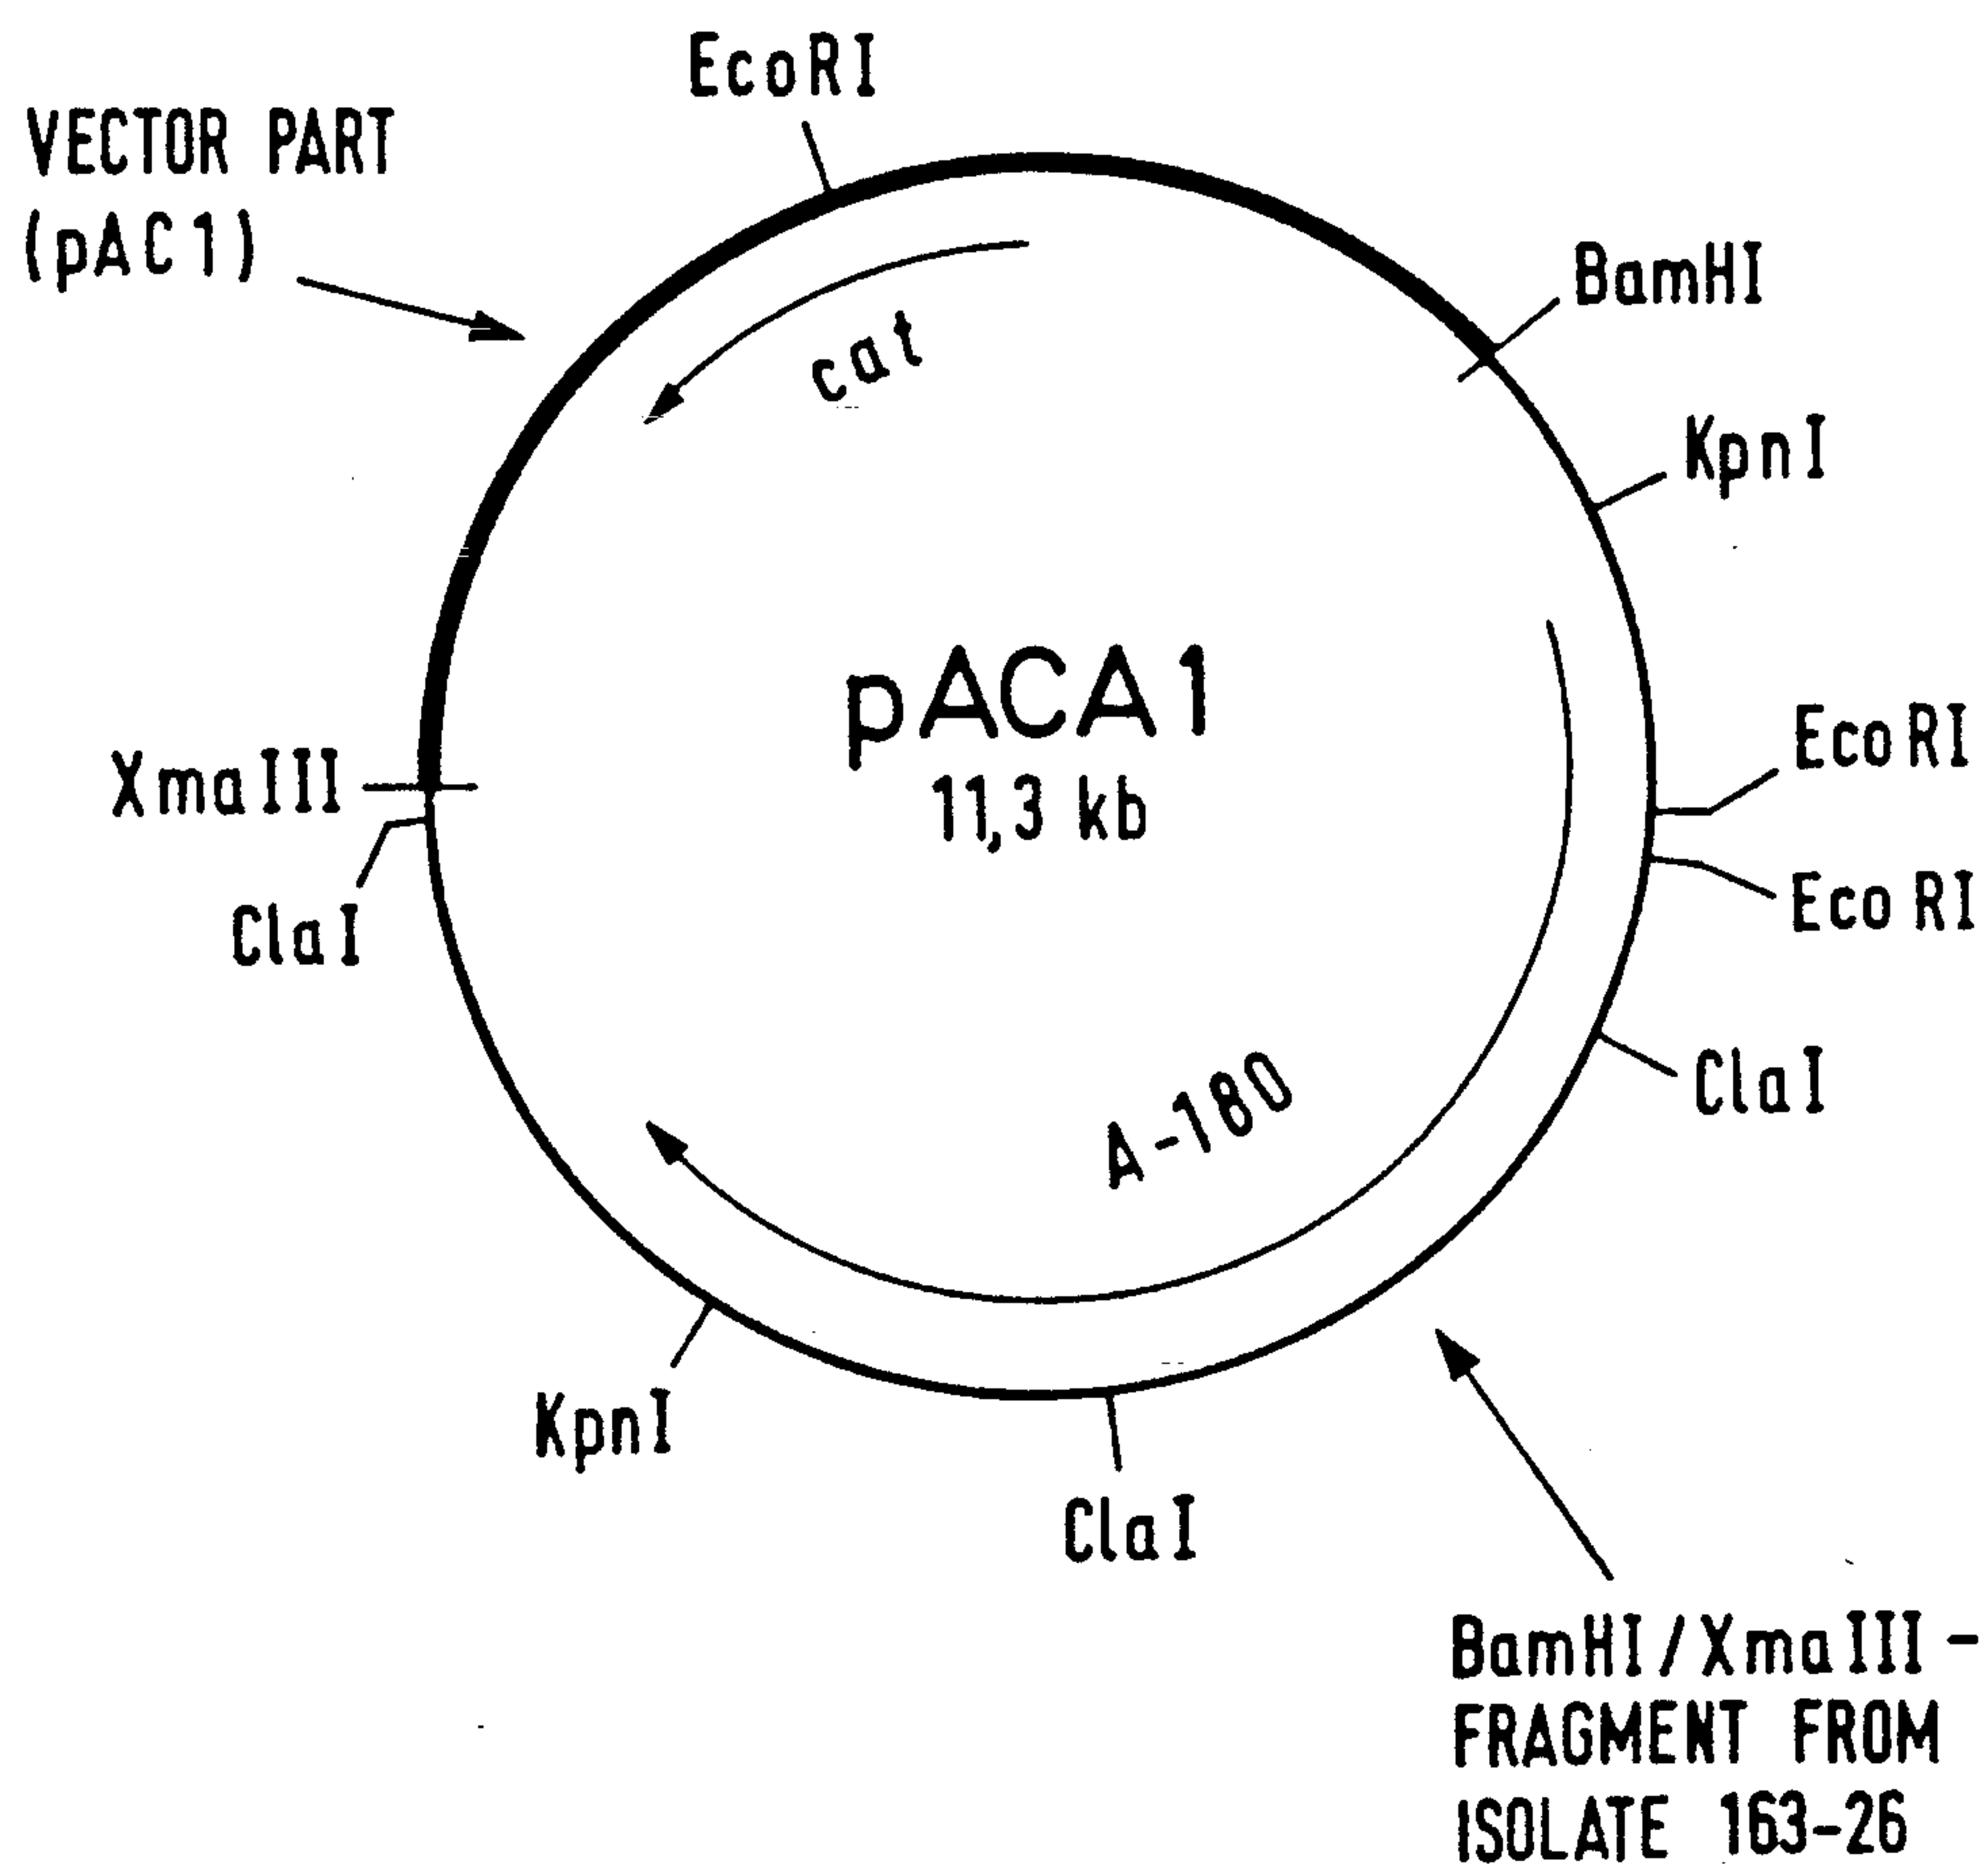 EcoRI
VECTOR PART
(pAC1)
BamHI
cat
KpnI
pACA1
11,3 kb
EcoRI
XmaIII
EcoRI
ClaI
ClaI
A-180
KpnI
ClaI
BamHI/XmaIII-
FRAGMENT FROM
ISOLATE 163-26